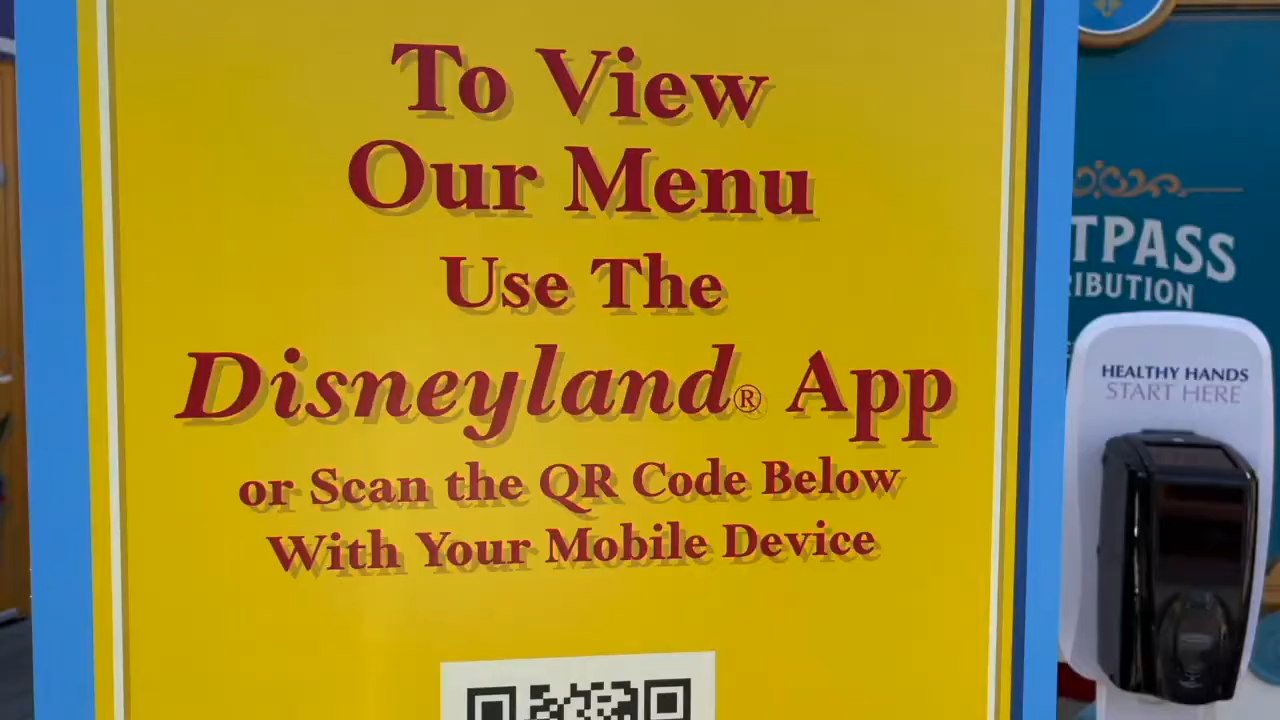 To View
Our Menu
Use The
Disneyland® App
or Scan the QR Code Below
With Your Mobile Device
TPASS
RIBUTION
HEALTHY HANDS
START HERE